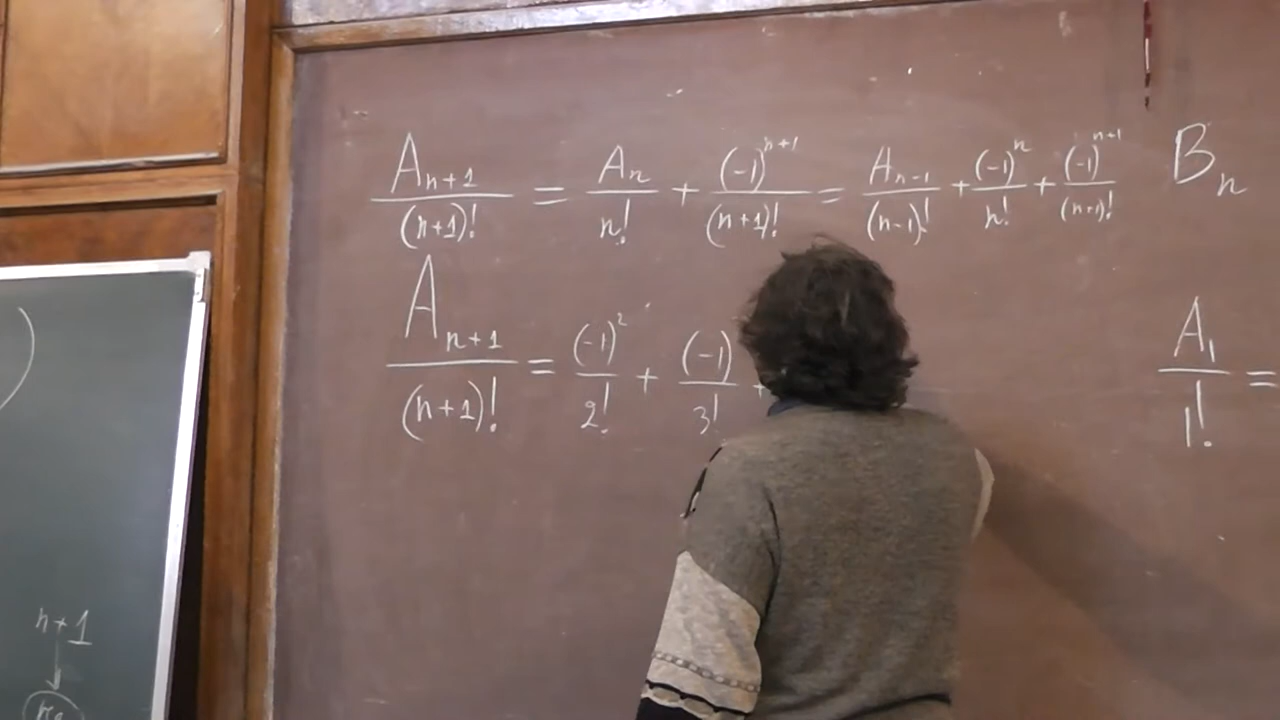 A_{n+1}/(n+1)! = A_n/n! + (-1)^{n+1}/(n+1)! = A_{n-1}/(n-1)! + (-1)^n/n! + (-1)^{n+1}/(n+1)!
B_n
A_{n+1}/(n+1)! = (-1)^2/2! + (-1)/3! +
A_1/1! =
n+1